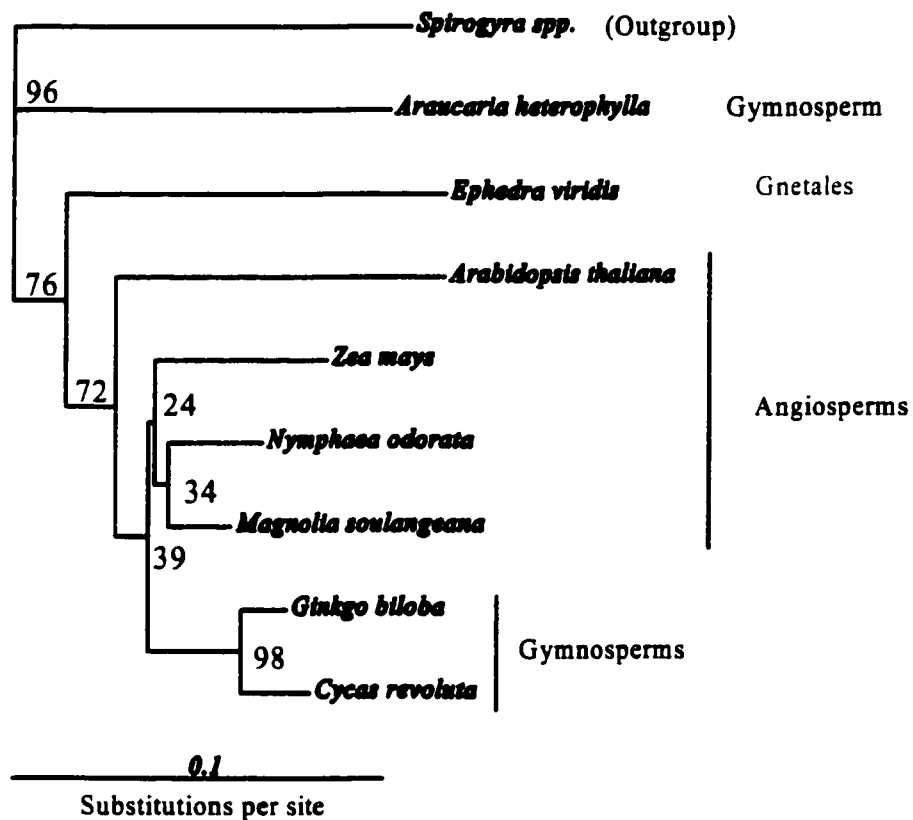 Spirogyra spp. (Outgroup)
96
Araucaria heterophylla Gymnosperm
Ephedra viridis Gnetales
76
Arabidopsis thaliana
Zea mays
72
24
Angiosperms
Nymphaea odorata
34
Magnolia soulangeana
39
Ginkgo biloba
98
Gymnosperms
Cycas revoluta
0.1
Substitutions per site